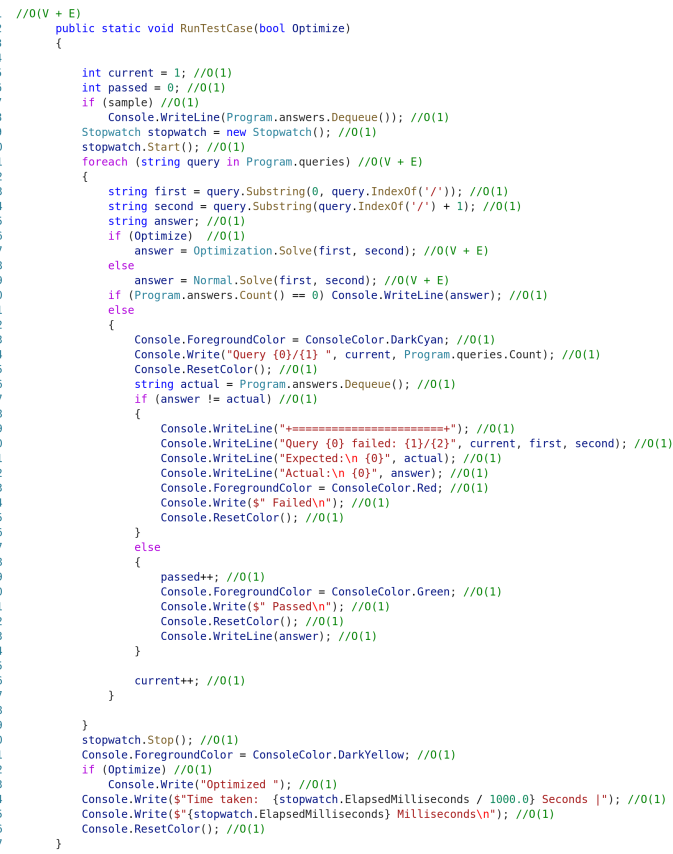 //O(V + E)
public static void RunTestCase(bool Optimize)
{
int current = 1; //O(1)
int passed = 0; //O(1)
if (sample) //O(1)
Console.WriteLine(Program.answers.Dequeue()); //O(1)
Stopwatch stopwatch = new Stopwatch(); //O(1)
stopwatch.Start(); //O(1)
foreach (string query in Program.queries) //O(V + E)
{
string first = query.Substring(0, query.IndexOf('/')); //O(1)
string second = query.Substring(query.IndexOf('/') + 1); //O(1)
string answer; //O(1)
if (Optimize)  //O(1)
answer = Optimization.Solve(first, second); //O(V + E)
else
answer = Normal.Solve(first, second); //O(V + E)
if (Program.answers.Count() == 0) Console.WriteLine(answer); //O(1)
else
{
Console.ForegroundColor = ConsoleColor.DarkCyan; //O(1)
Console.Write("Query {0}/{1} ", current, Program.queries.Count); //O(1)
Console.ResetColor(); //O(1)
string actual = Program.answers.Dequeue(); //O(1)
if (answer != actual) //O(1)
{
Console.WriteLine("+=======================+"); //O(1)
Console.WriteLine("Query {0} failed: {1}/{2}", current, first, second); //O(1)
Console.WriteLine("Expected:\n {0}", actual); //O(1)
Console.WriteLine("Actual:\n {0}", answer); //O(1)
Console.ForegroundColor = ConsoleColor.Red; //O(1)
Console.Write($" Failed\n"); //O(1)
Console.ResetColor(); //O(1)
}
else
{
passed++; //O(1)
Console.ForegroundColor = ConsoleColor.Green; //O(1)
Console.Write($" Passed\n"); //O(1)
Console.ResetColor(); //O(1)
Console.WriteLine(answer); //O(1)
}
current++; //O(1)
}
}
stopwatch.Stop(); //O(1)
Console.ForegroundColor = ConsoleColor.DarkYellow; //O(1)
if (Optimize) //O(1)
Console.Write("Optimized "); //O(1)
Console.Write($"Time taken:  {stopwatch.ElapsedMilliseconds / 1000.0} Seconds |"); //O(1)
Console.Write($"{stopwatch.ElapsedMilliseconds} Milliseconds\n"); //O(1)
Console.ResetColor(); //O(1)
}